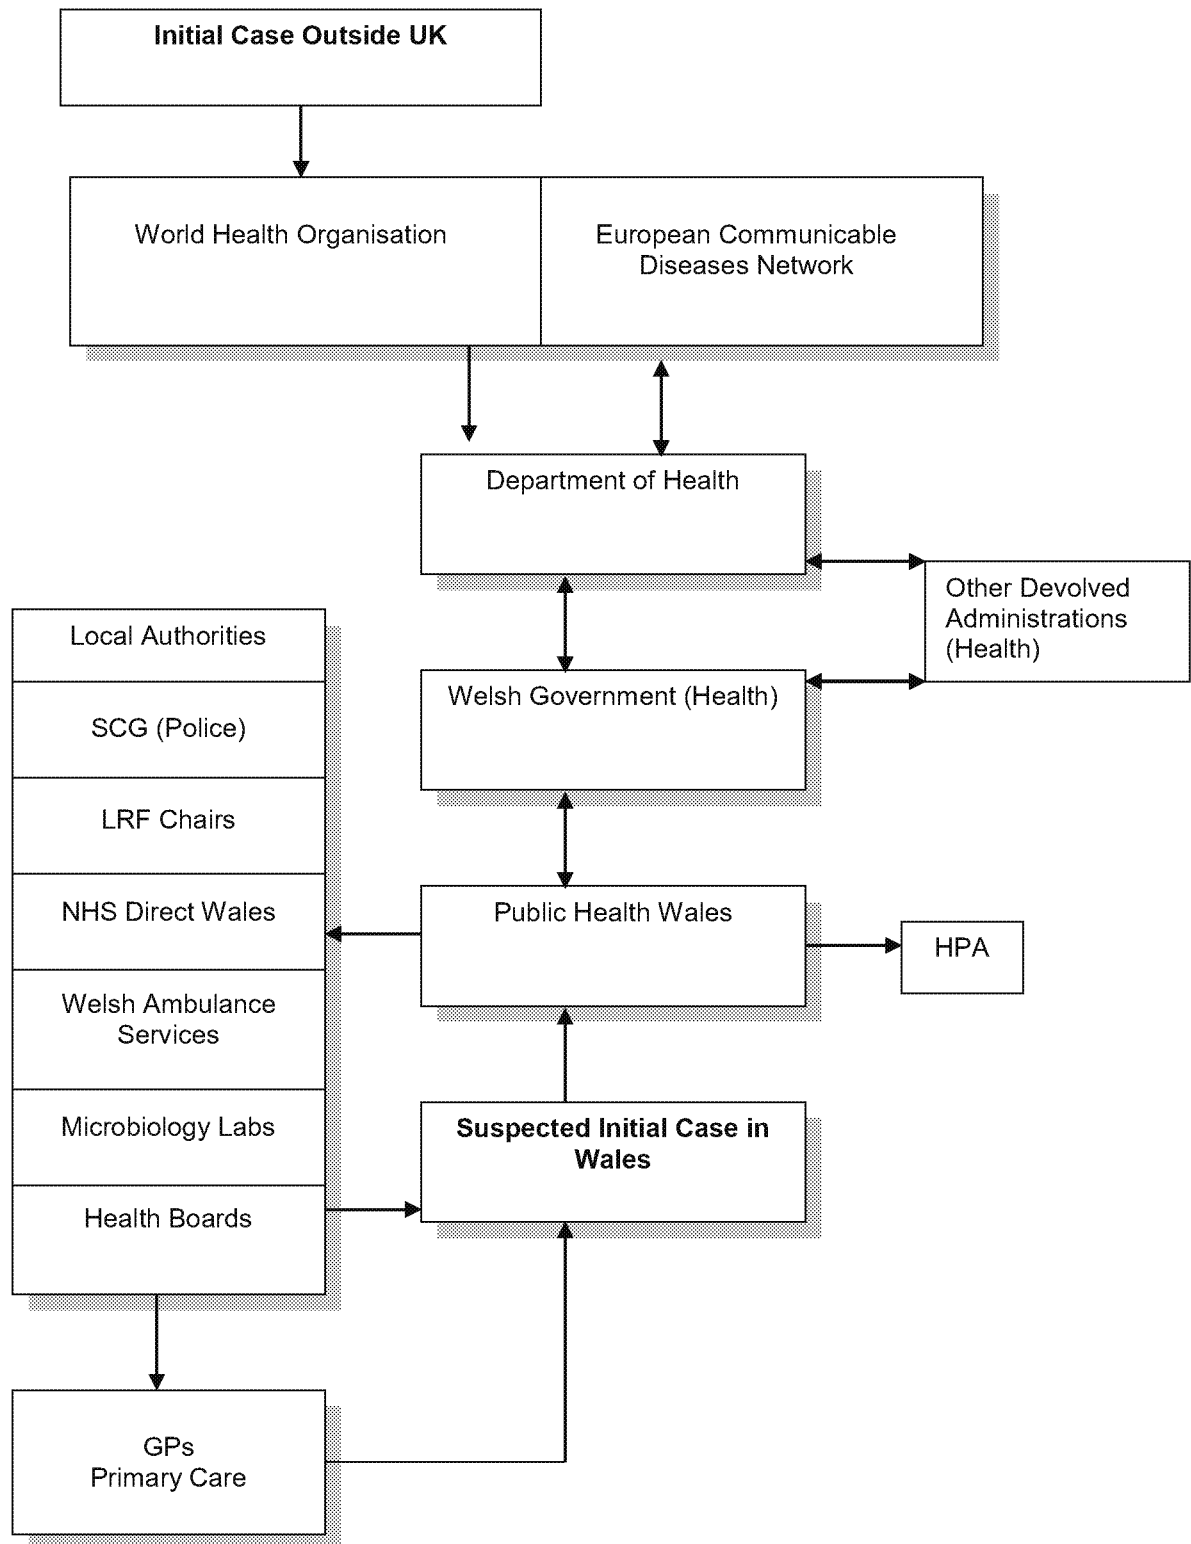 Initial Case Outside UK
World Health Organisation
European Communicable
Diseases Network
Department of Health
Other Devolved
Administrations
(Health)
Local Authorities
SCG (Police)
LRF Chairs
NHS Direct Wales
Welsh Ambulance
Services
Microbiology Labs
Health Boards
Welsh Government (Health)
Public Health Wales
HPA
Suspected Initial Case in
Wales
GPs
Primary Care